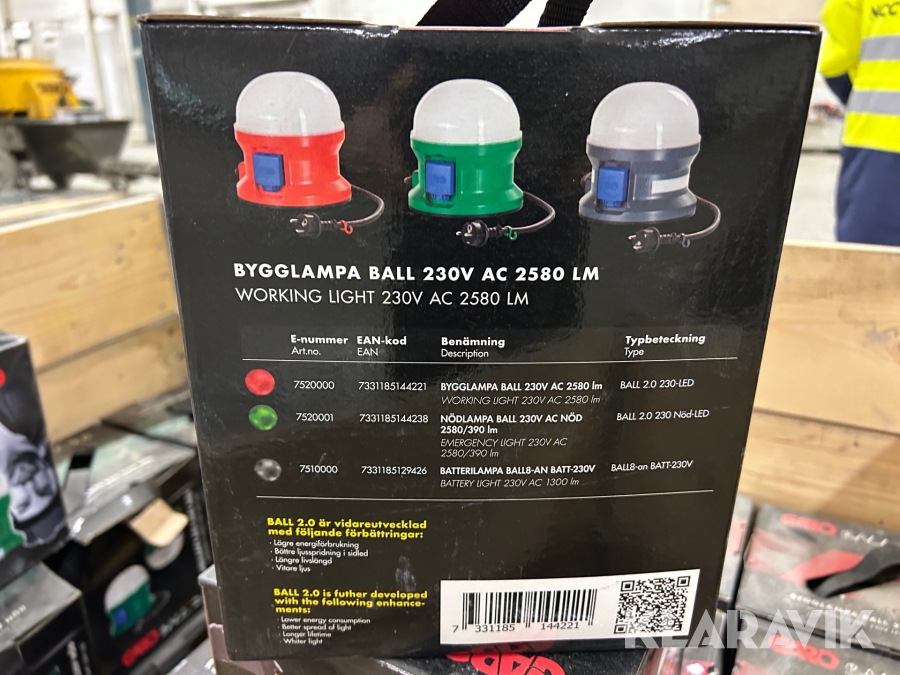 NCC
BYGGLAMPA BALL 230V AC 2580 LM
WORKING LIGHT 230V AC 2580 LM
E-nummer EAN-kod Benämning Typbeteckning
Art.no. EAN Description Type
7520000 7331185144221 BYGGLAMPA BALL 230V AC 2580 lm BALL 2.0 230-LED
WORKING LIGHT 230V AC 2580 lm
7520001 7331185144238 NÖDLAMPA BALL 230V AC NÖD BALL 2.0 230 Nöd-LED
2580/390 lm
EMERGENCY LIGHT 230V AC
2580/390 lm
7510000 7331185129426 BATTERILAMPA BALL8-AN BATT-230V BALL8-an BATT-230V
BATTERY LIGHT 230V AC 1300 lm
BALL 2.0 är vidareutvecklad
med följande förbättringar:
· Lägre energiförbrukning
· Bättre ljusspridning i sidled
· Längre livslängd
· Vitare ljus
BALL 2.0 is futher developed
with the following enhance-
ments:
· Lower energy consumption
· Better spread of light
· Longer lifetime
· Whiter light
7 331185 144221
KLARAVIK
GARO